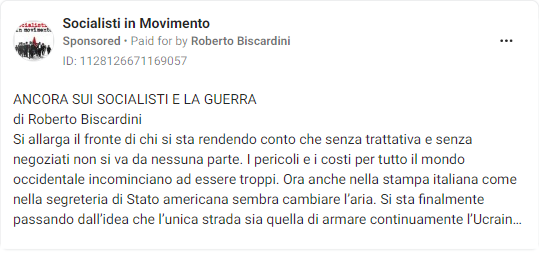 Socialisti in Movimento
Sponsored • Paid for by Roberto Biscardini
ID: 1128126671169057
ANCORA SUI SOCIALISTI E LA GUERRA
di Roberto Biscardini
Si allarga il fronte di chi si sta rendendo conto che senza trattativa e senza
negoziati non si va da nessuna parte. I pericoli e i costi per tutto il mondo
occidentale incominciano ad essere troppi. Ora anche nella stampa italiana come
nella segreteria di Stato americana sembra cambiare l’aria. Si sta finalmente
passando dall’idea che l’unica strada sia quella di armare continuamente l’Ucrain…